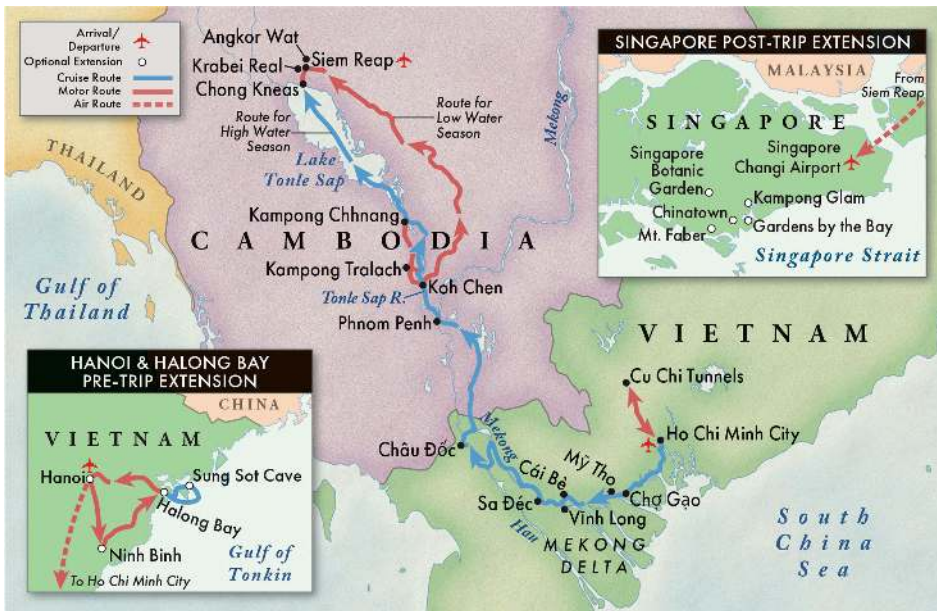 Arrival/
Departure
Optional Extension
Cruise Route
Motor Route
Air Route
Angkor Wat
Siem Reap
Krabei Real
Chong Kneas
Route for
High Water
Season
Route for
Low Water
Season
Mekong
THAILAND
Lake
Tonle Sap
Kampong Chhnang
CAMBODIA
Kampong Tralach
Koh Chen
Tonle Sap R.
Phnom Penh
Gulf of
Thailand
SINGAPORE POST-TRIP EXTENSION
MALAYSIA
From
Siem Reap
SINGAPORE
Singapore
Changi Airport
Singapore
Botanic
Garden
Kampong Glam
Chinatown
Gardens by the Bay
Mt. Faber
Singapore Strait
VIETNAM
Cu Chi Tunnels
Ho Chi Minh City
Mekong
Châu Đốc
Mỹ Tho
Cái Bè
Chợ Gạo
Sa Đéc
Vĩnh Long
Hau
MEKONG
DELTA
South
China
Sea
HANOI & HALONG BAY
PRE-TRIP EXTENSION
CHINA
VIETNAM
Hanoi
Sung Sot Cave
Halong Bay
Ninh Binh
Gulf of
Tonkin
To Ho Chi Minh City